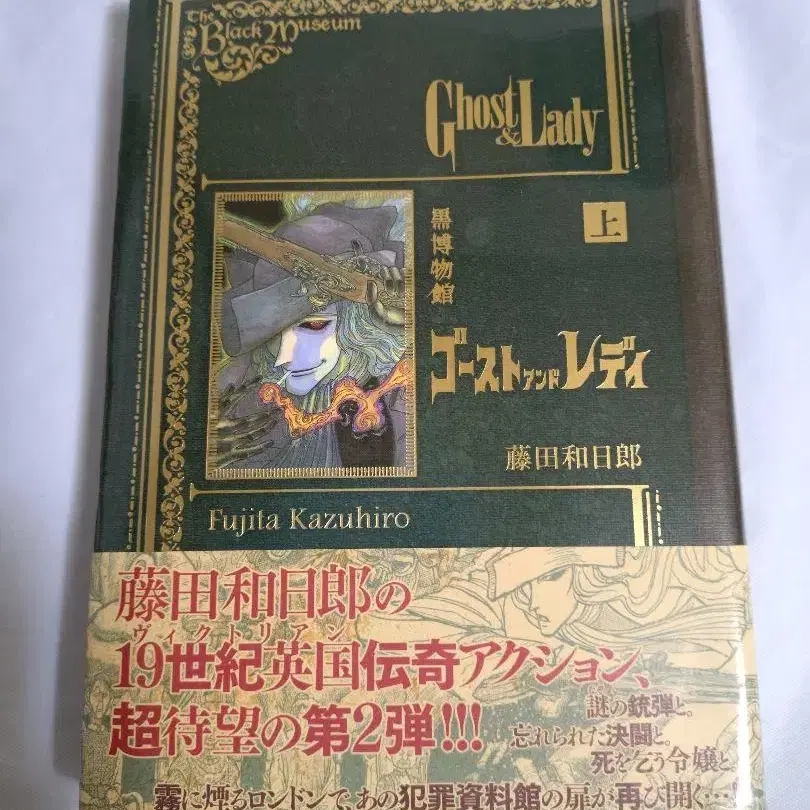 The
Black Museum
Ghost
&Lady
上
黒博物館
ゴーストアンドレディ
藤田和日郎
Fujita Kazuhiro
藤田和日郎の
ヴィクトリアン
19世紀英国伝奇アクション、
超待望の第2弾!!!
謎の銃弾と。
忘れられた決闘と。
死を乞う令嬢と。
霧に煙るロンドンで、あの犯罪資料館の扉が再び開く…!